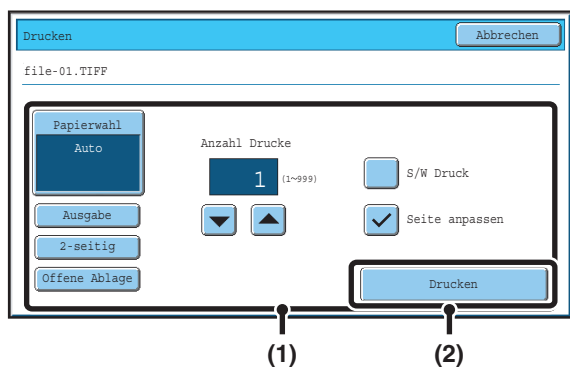 Drucken
Abbrechen
file-01.TIFF
Papierwahl
Auto
Ausgabe
2-seitig
Offene Ablage
Anzahl Drucke
1 (1~999)
S/W Druck
Seite anpassen
Drucken
(1)
(2)